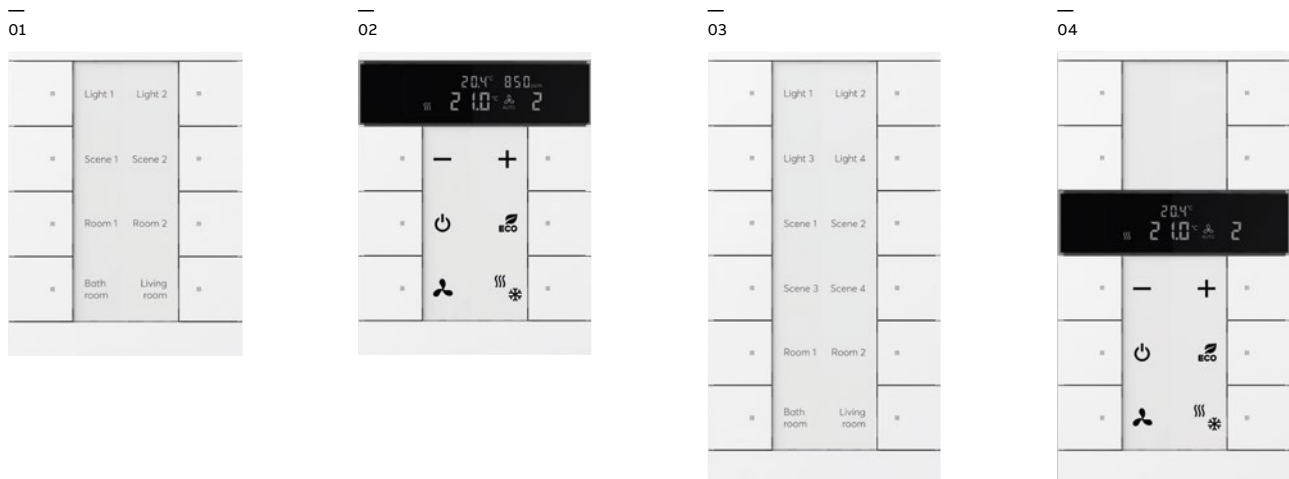 01
Light 1 Light 2
Scene 1 Scene 2
Room 1 Room 2
Bath Living
room room
02
20.4°C 850ppm
21.0°C AUTO 2
ECO
03
Light 1 Light 2
Light 3 Light 4
Scene 1 Scene 2
Scene 3 Scene 4
Room 1 Room 2
Bath Living
room room
04
20.4°C
21.0°C AUTO 2
ECO